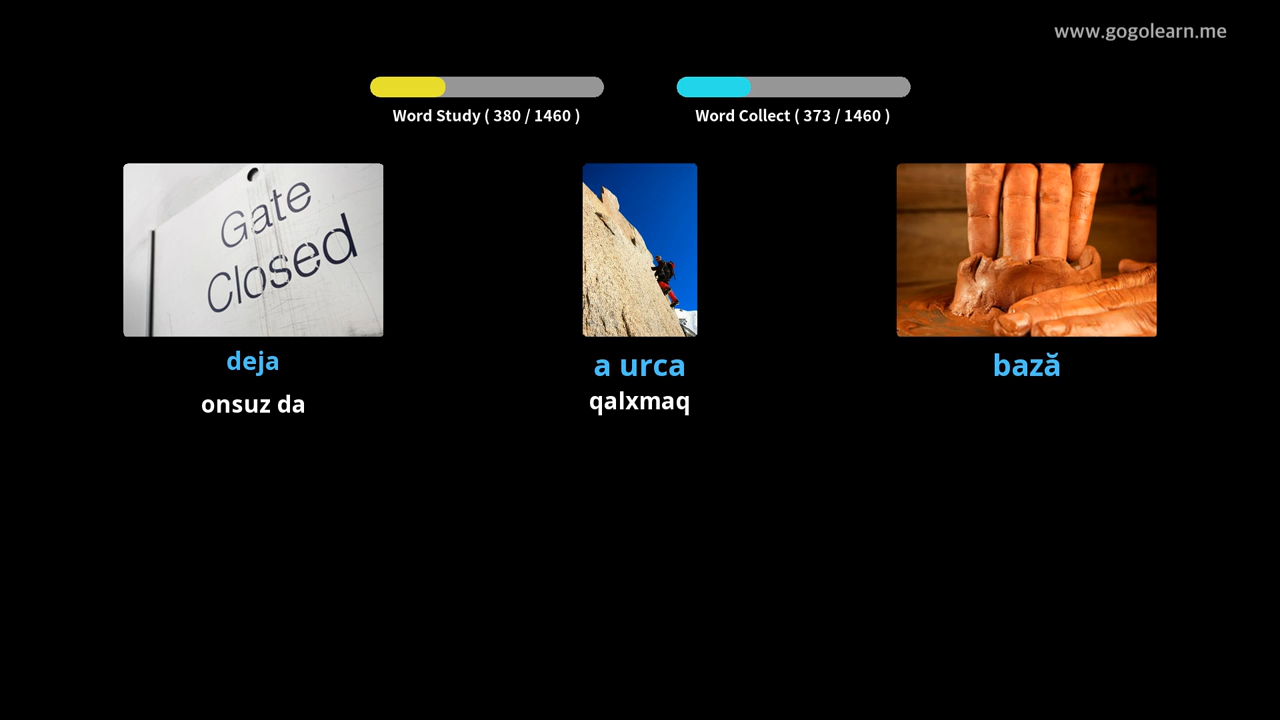 www.gogolearn.me
Word Study ( 380 / 1460 )
Word Collect ( 373 / 1460 )
Gate
Closed
deja
onsuz da
a urca
qalxmaq
bază